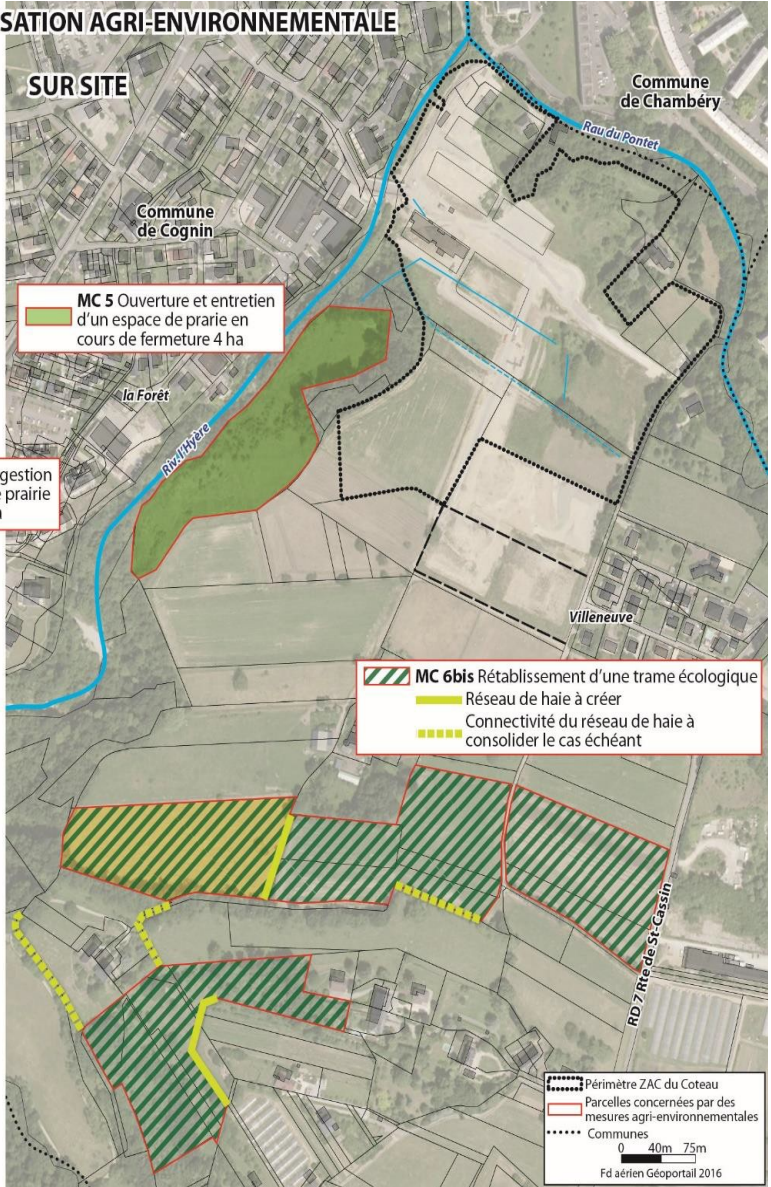 SATION AGRI-ENVIRONNEMENTALE
SUR SITE
Commune
de Chambéry
Rau du Pontet
Commune
de Cognin
MC 5 Ouverture et entretien
d'un espace de prarie en
cours de fermeture 4 ha
la Forêt
Riv. l'Hyère
gestion
prairie
Villeneuve
MC 6bis Rétablissement d'une trame écologique
Réseau de haie à créer
Connectivité du réseau de haie à
consolider le cas échéant
RD 7 Rte de St-Cassin
Périmètre ZAC du Coteau
Parcelles concernées par des
mesures agri-environnementales
Communes
0 40m 75m
Fd aérien Géoportail 2016